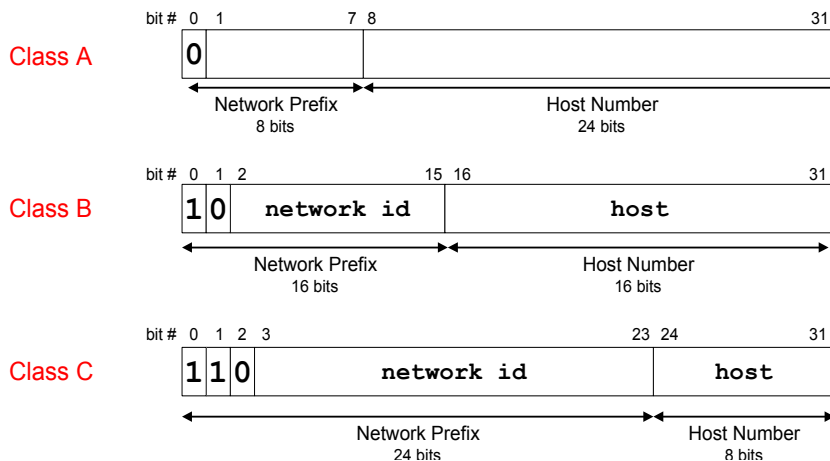 bit # 0 1 7 8 31
Class A
0
Network Prefix Host Number
8 bits 24 bits
bit # 0 1 2 15 16 31
Class B
1 0 network id host
Network Prefix Host Number
16 bits 16 bits
bit # 0 1 2 3 23 24 31
Class C
1 1 0 network id host
Network Prefix Host Number
24 bits 8 bits